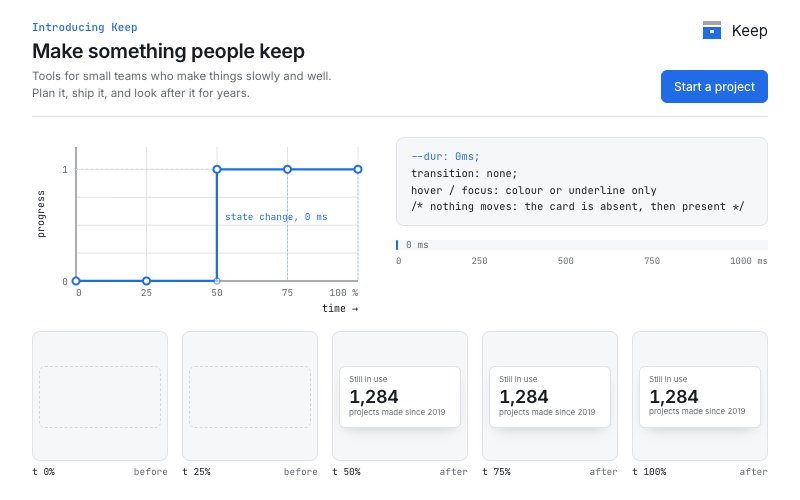 Introducing Keep
Keep
Make something people keep
Tools for small teams who make things slowly and well.
Plan it, ship it, and look after it for years.
Start a project
progress
1
0
state change, 0 ms
0 25 50 75 100 %
time →
--dur: 0ms;
transition: none;
hover / focus: colour or underline only
/* nothing moves: the card is absent, then present */
0 ms
0 250 500 750 1000 ms
t 0% before
t 25% before
Still in use
1,284
projects made since 2019
t 50% after
Still in use
1,284
projects made since 2019
t 75% after
Still in use
1,284
projects made since 2019
t 100% after